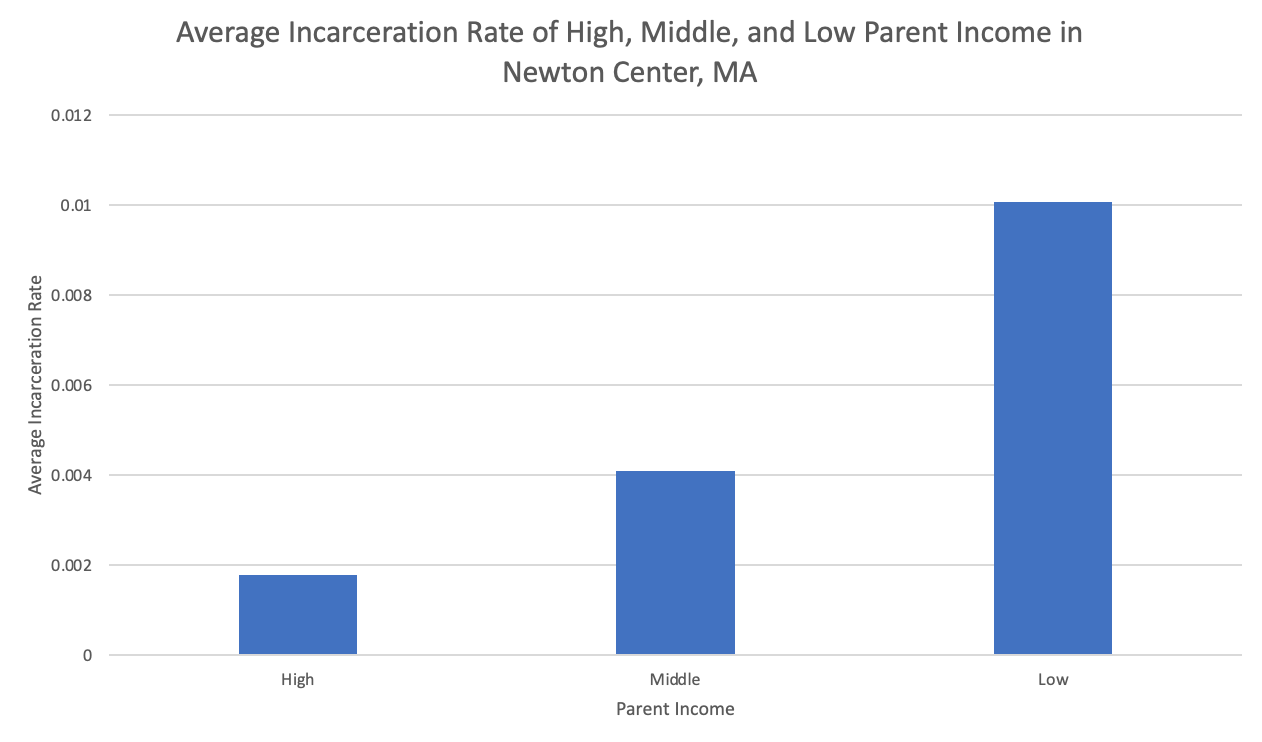 Average Incarceration Rate of High, Middle, and Low Parent Income in
Newton Center, MA
0.012
0.01
0.008
0.006
0.004
0.002
0
Average Incarceration Rate
High
Middle
Low
Parent Income